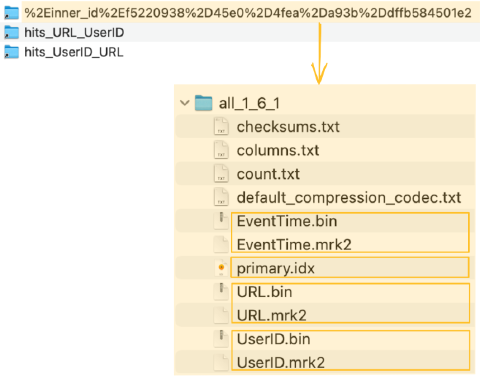 %2Einner_id%2Ef5220938%2D45e0%2D4fea%2Da93b%2Ddffb584501e2
hits_URL_UserID
hits_UserID_URL
all_1_6_1
checksums.txt
columns.txt
count.txt
default_compression_codec.txt
EventTime.bin
EventTime.mrk2
primary.idx
URL.bin
URL.mrk2
UserID.bin
UserID.mrk2